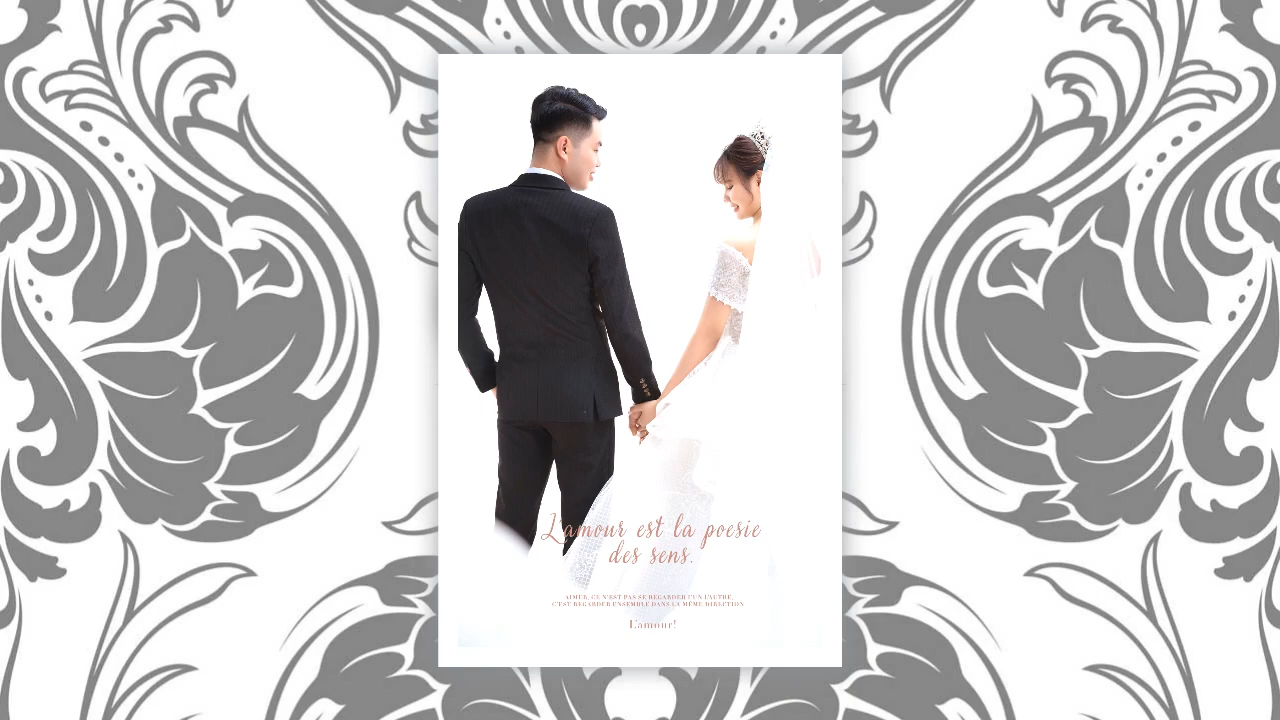 L'amour est la poesie
des sens.
AIMER, CE N'EST PAS SE REGARDER L'UN L'AUTRE,
C'EST REGARDER ENSEMBLE DANS LA MÊME DIRECTION
L'amour!